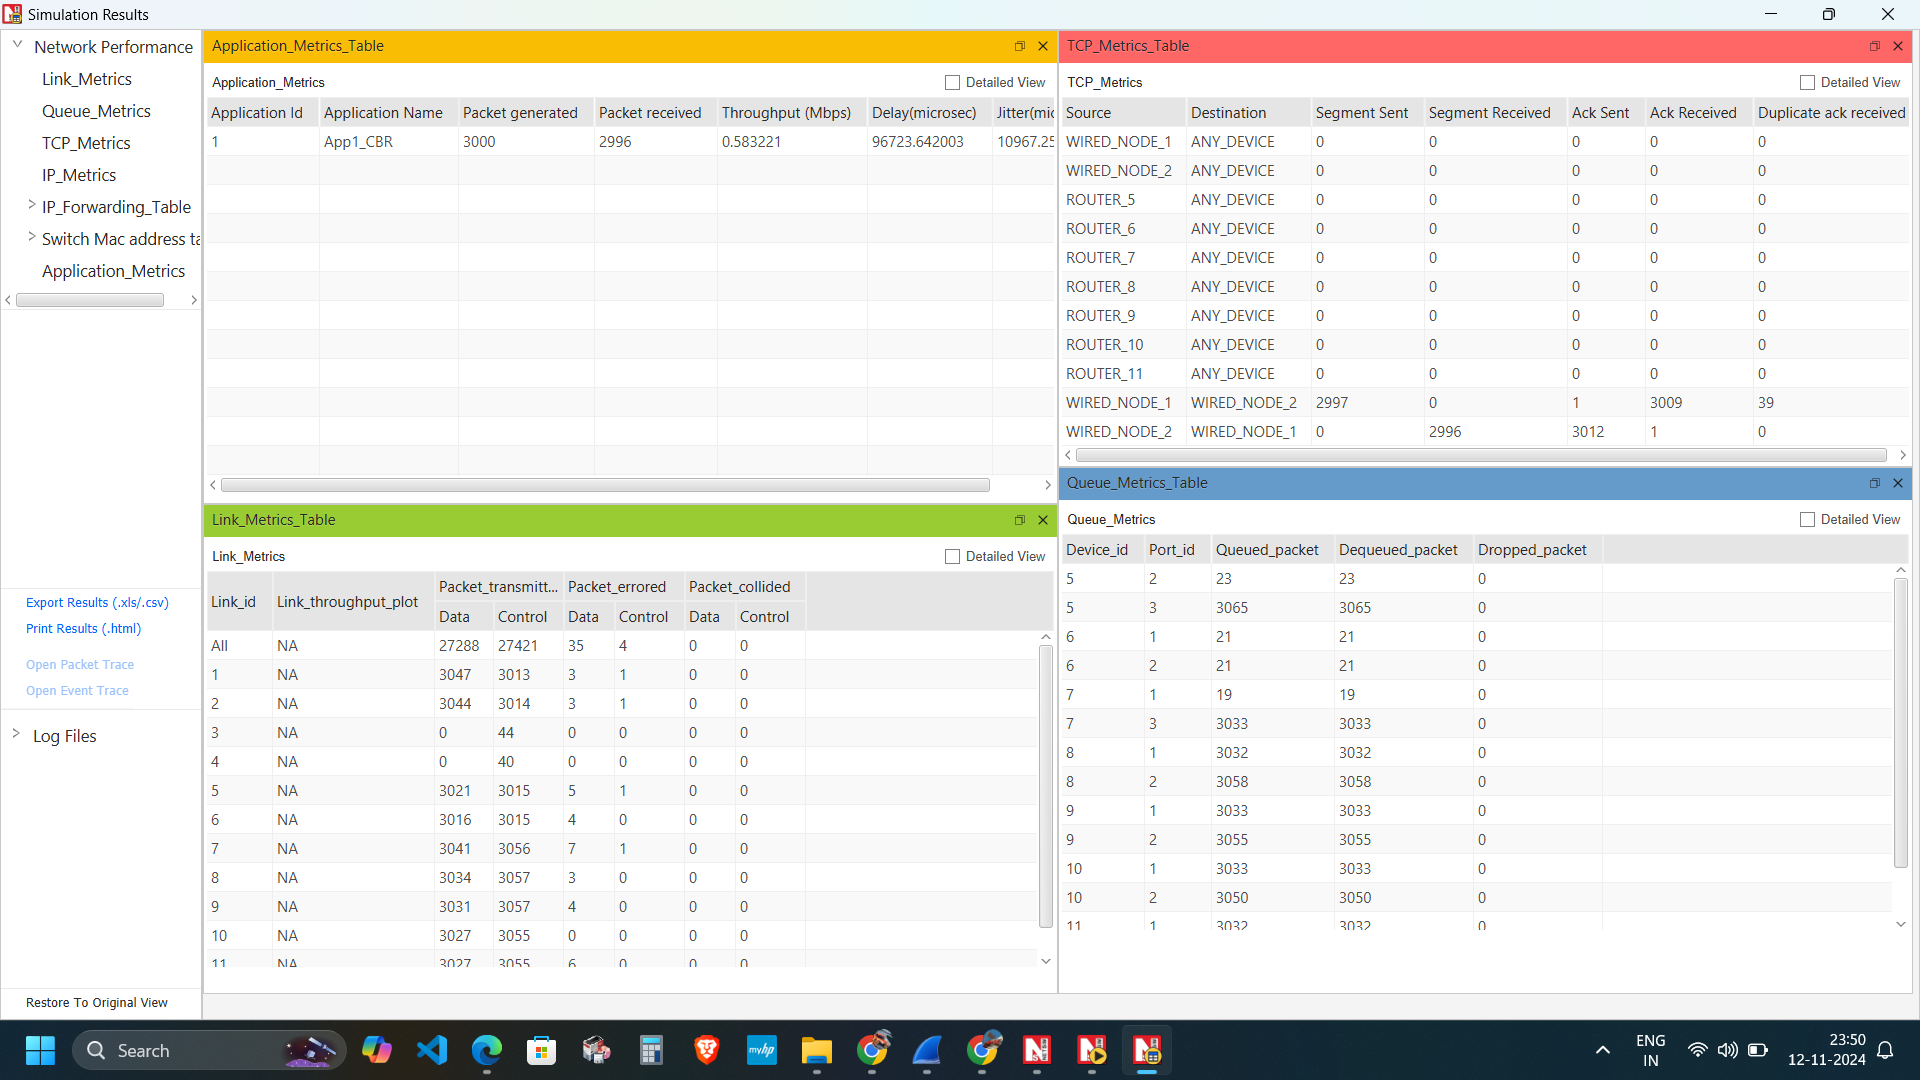 Simulation Results
Network Performance
Link_Metrics
Queue_Metrics
TCP_Metrics
IP_Metrics
IP_Forwarding_Table
Switch Mac address ta
Application_Metrics
Export Results (.xls/.csv)
Print Results (.html)
Open Packet Trace
Open Event Trace
Log Files
Restore To Original View
Application_Metrics_Table
Application_Metrics
Detailed View
Application Id Application Name Packet generated Packet received Throughput (Mbps) Delay(microsec) Jitter(mic
1 App1_CBR 3000 2996 0.583221 96723.642003 10967.25
Link_Metrics_Table
Link_Metrics
Detailed View
Link_id Link_throughput_plot Packet_transmitt... Packet_errored Packet_collided
Data Control Data Control Data Control
All NA 27288 27421 35 4 0 0
1 NA 3047 3013 3 1 0 0
2 NA 3044 3014 3 1 0 0
3 NA 0 44 0 0 0 0
4 NA 0 40 0 0 0 0
5 NA 3021 3015 5 1 0 0
6 NA 3016 3015 4 0 0 0
7 NA 3041 3056 7 1 0 0
8 NA 3034 3057 3 0 0 0
9 NA 3031 3057 4 0 0 0
10 NA 3027 3055 0 0 0 0
11 NA 3027 3055 6 0 0 0
TCP_Metrics_Table
TCP_Metrics
Detailed View
Source Destination Segment Sent Segment Received Ack Sent Ack Received Duplicate ack received
WIRED_NODE_1 ANY_DEVICE 0 0 0 0 0
WIRED_NODE_2 ANY_DEVICE 0 0 0 0 0
ROUTER_5 ANY_DEVICE 0 0 0 0 0
ROUTER_6 ANY_DEVICE 0 0 0 0 0
ROUTER_7 ANY_DEVICE 0 0 0 0 0
ROUTER_8 ANY_DEVICE 0 0 0 0 0
ROUTER_9 ANY_DEVICE 0 0 0 0 0
ROUTER_10 ANY_DEVICE 0 0 0 0 0
ROUTER_11 ANY_DEVICE 0 0 0 0 0
WIRED_NODE_1 WIRED_NODE_2 2997 0 1 3009 39
WIRED_NODE_2 WIRED_NODE_1 0 2996 3012 1 0
Queue_Metrics_Table
Queue_Metrics
Detailed View
Device_id Port_id Queued_packet Dequeued_packet Dropped_packet
5 2 23 23 0
5 3 3065 3065 0
6 1 21 21 0
6 2 21 21 0
7 1 19 19 0
7 3 3033 3033 0
8 1 3032 3032 0
8 2 3058 3058 0
9 1 3033 3033 0
9 2 3055 3055 0
10 1 3033 3033 0
10 2 3050 3050 0
11 1 3032 3032 0
Search
myhp
ENG
IN
23:50
12-11-2024